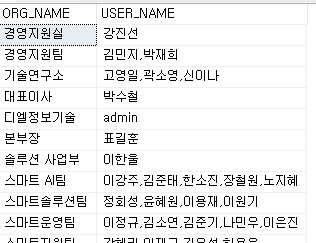 ORG_NAME USER_NAME
경영지원실 강진선
경영지원팀 김민지,박재희
기술연구소 고영일,곽소영,신이나
대표이사 박수철
디엘정보기술 admin
본부장 표길훈
솔루션 사업부 이한울
스마트 AI팀 이강주,김준태,한소진,장철원,노지혜
스마트솔루션팀 정회성,윤혜원,이용재,이원기
스마트운영팀 이정규,김소연,김준기,나민우,이은진